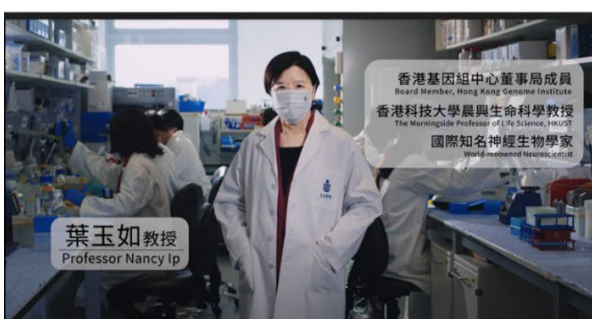 香港基因組中心董事局成員
Board Member, Hong Kong Genome Institute
香港科技大學晨興生命科學教授
The Morningside Professor of Life Science, HKUST
國際知名神經生物學家
World-renowned Neuroscientist
葉玉如教授
Professor Nancy Ip